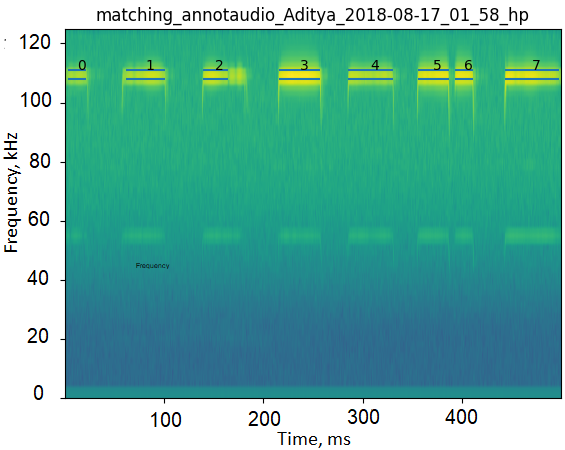 matching_annotaudio_Aditya_2018-08-17_01_58_hp
120
0 1 2 3 4 5 6 7
100
80
60
Frequency
40
20
0
Frequency, kHz
100 200 300 400
Time, ms